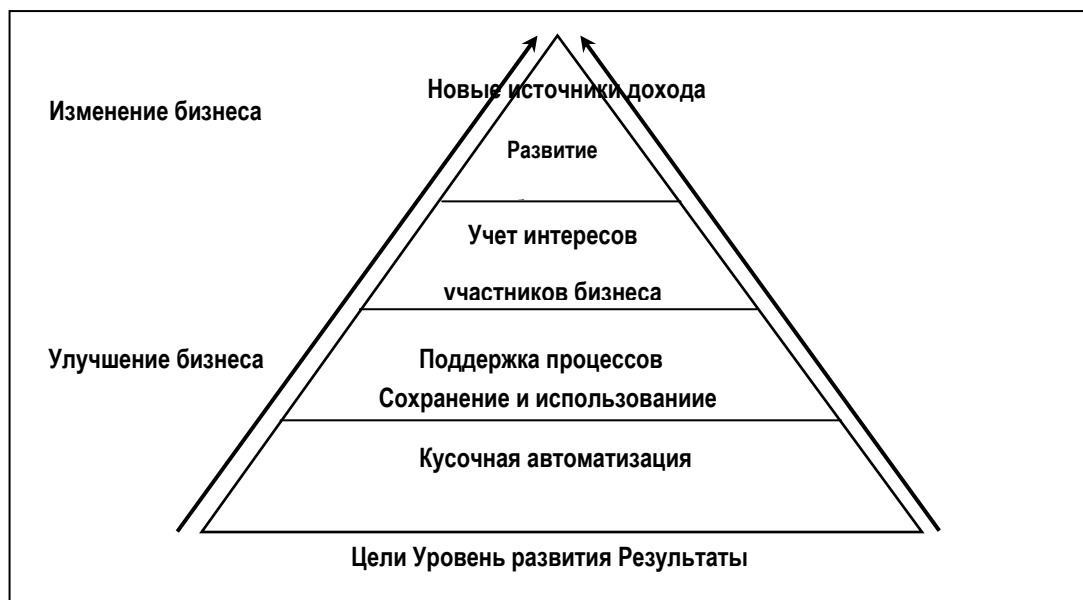 Новые источники дохода
Изменение бизнеса
Развитие
Учет интересов
участников бизнеса
Улучшение бизнеса
Поддержка процессов
Сохранение и использованиие
Кусочная автоматизация
Цели Уровень развития Результаты